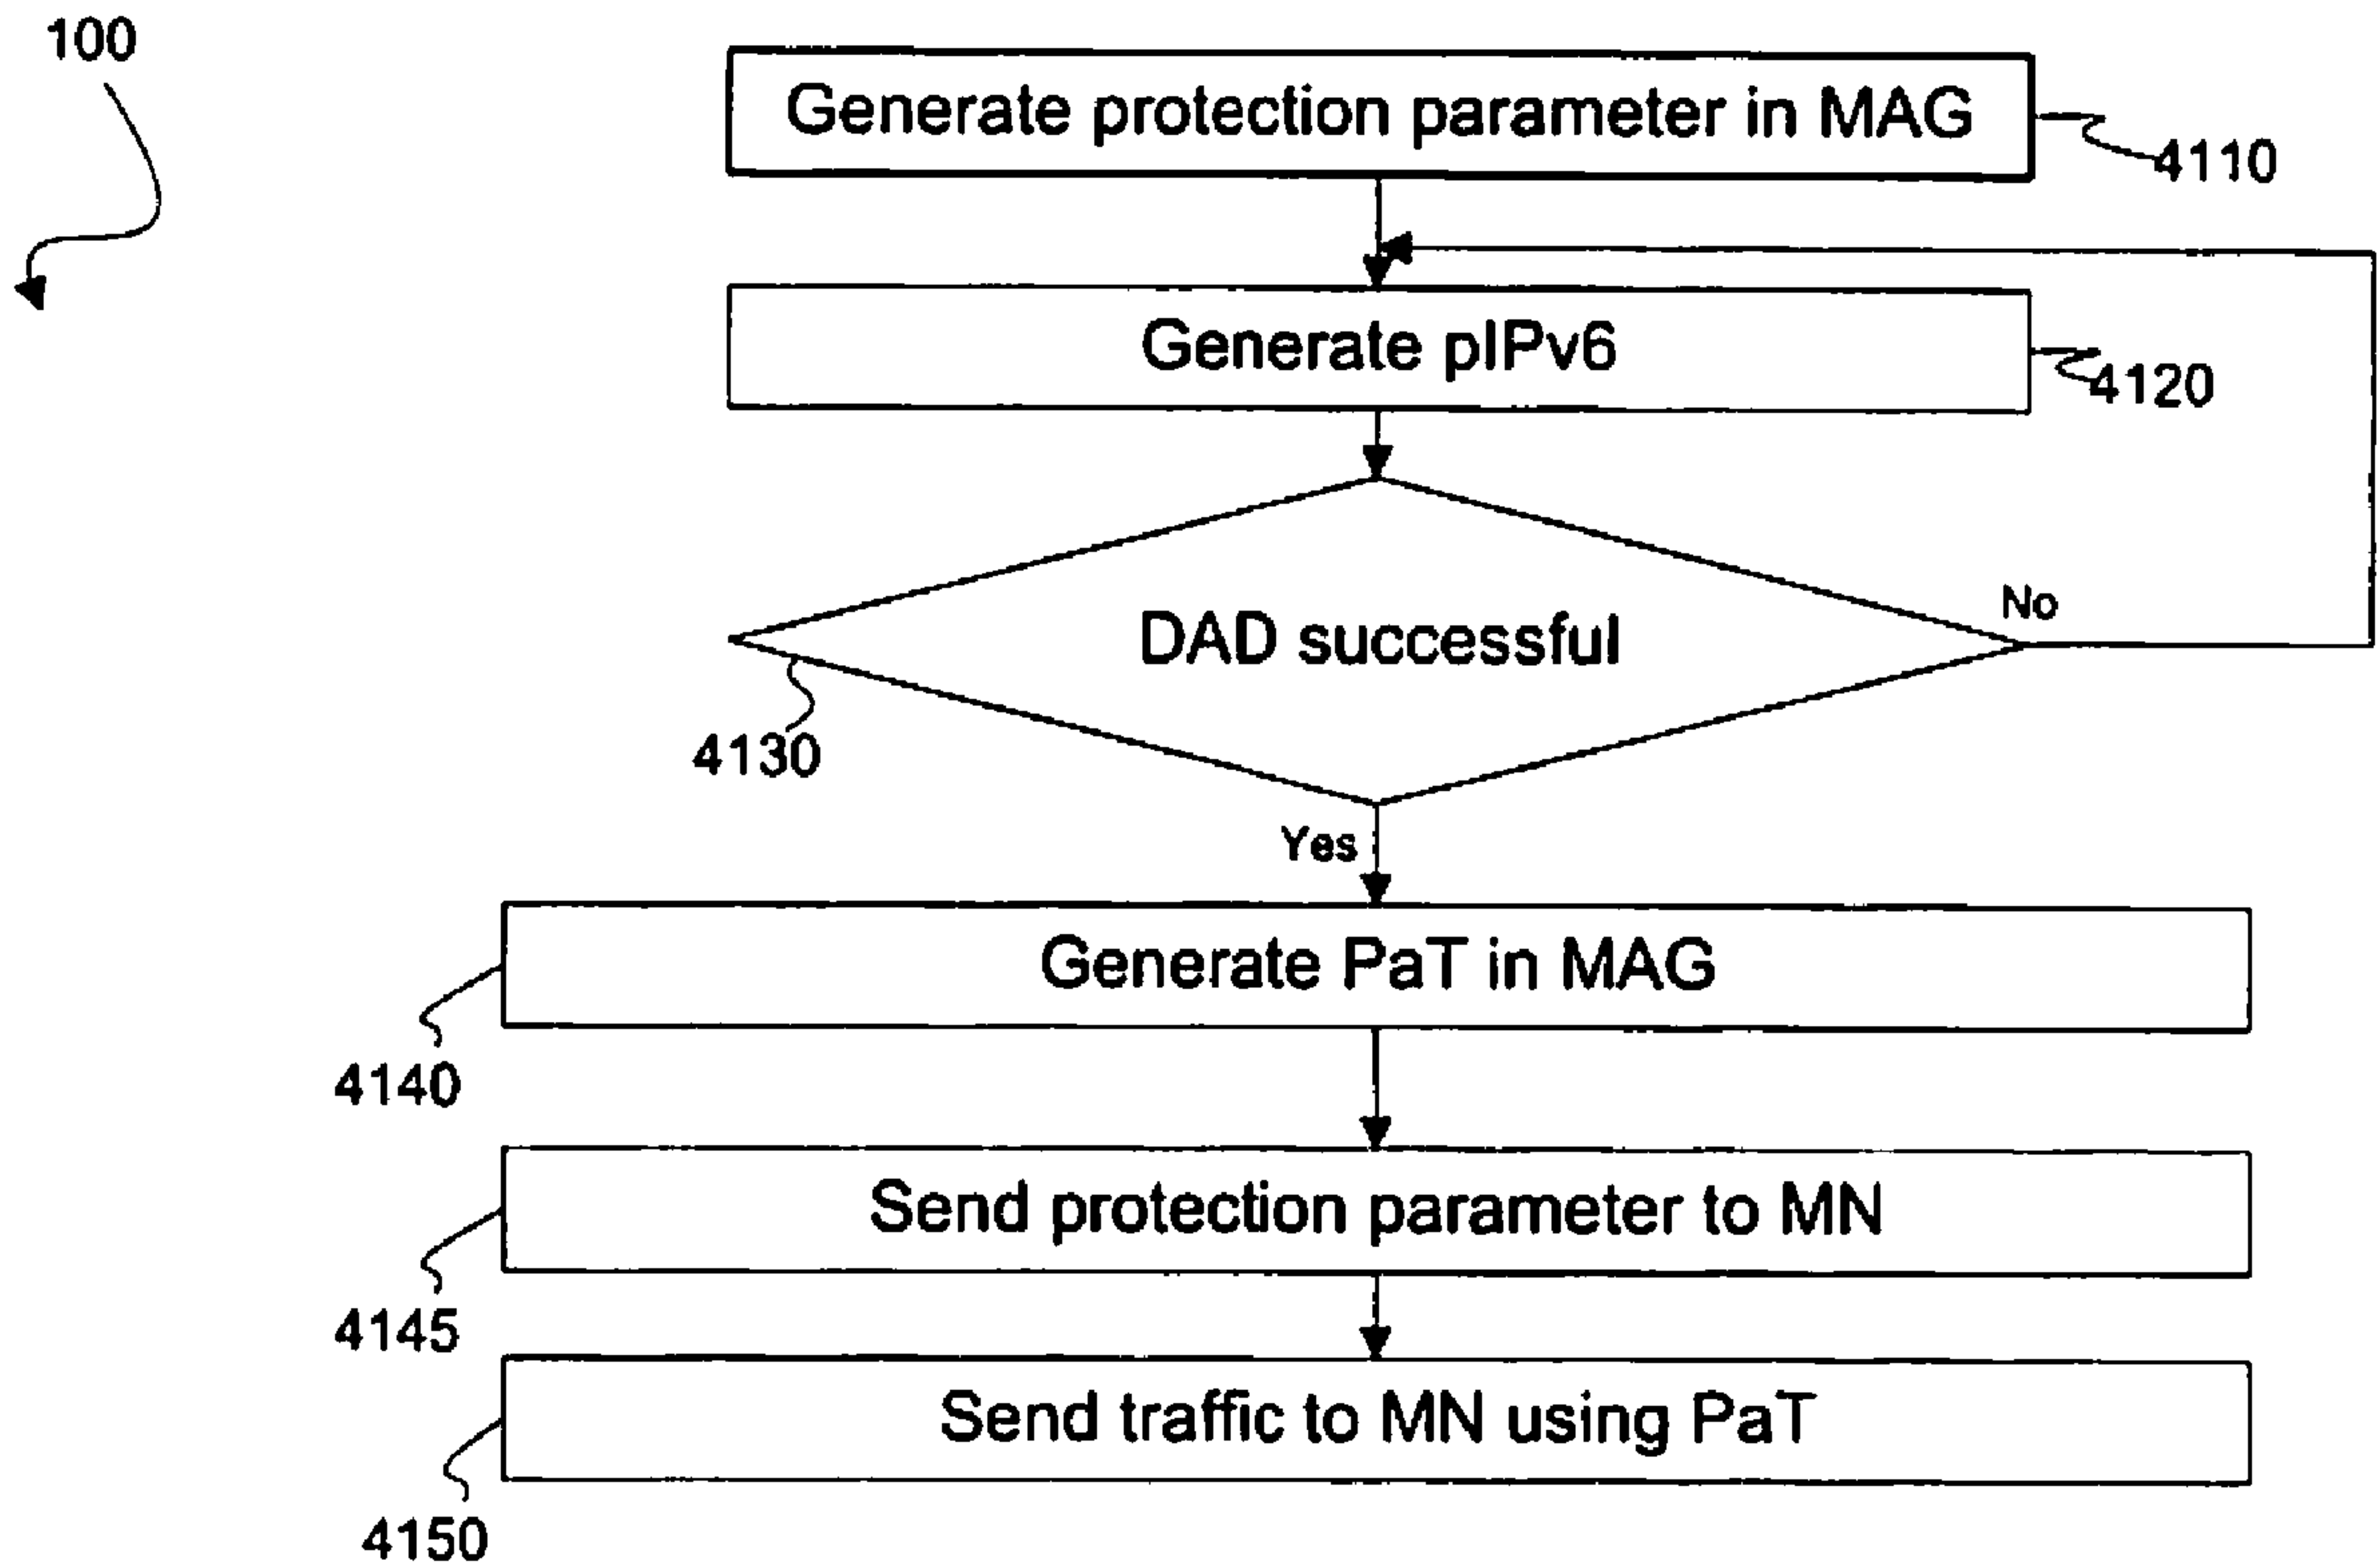 100
Generate protection parameter in MAG
4110
Generate pIPv6
4120
DAD successful
No
4130
Yes
Generate PaT in MAG
4140
Send protection parameter to MN
4145
Send traffic to MN using PaT
4150